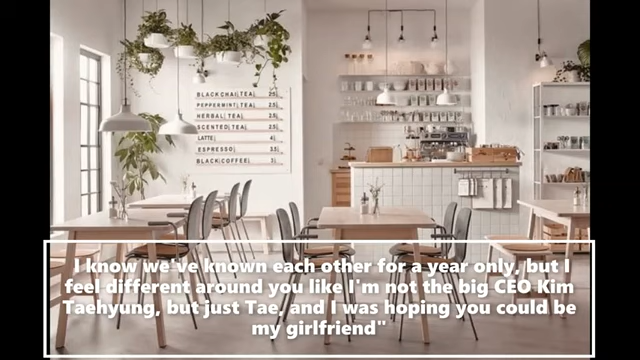 BLACK CHAI TEA
PEPPERMINT TEA
HERBAL TEA
SCENTED TEA
LATTE
ESPRESSO
BLACK COFFEE
I know we've known each other for a year only, but I
feel different around you like I'm not the big CEO Kim
Taehyung, but just Tae, and I was hoping you could be
my girlfriend"